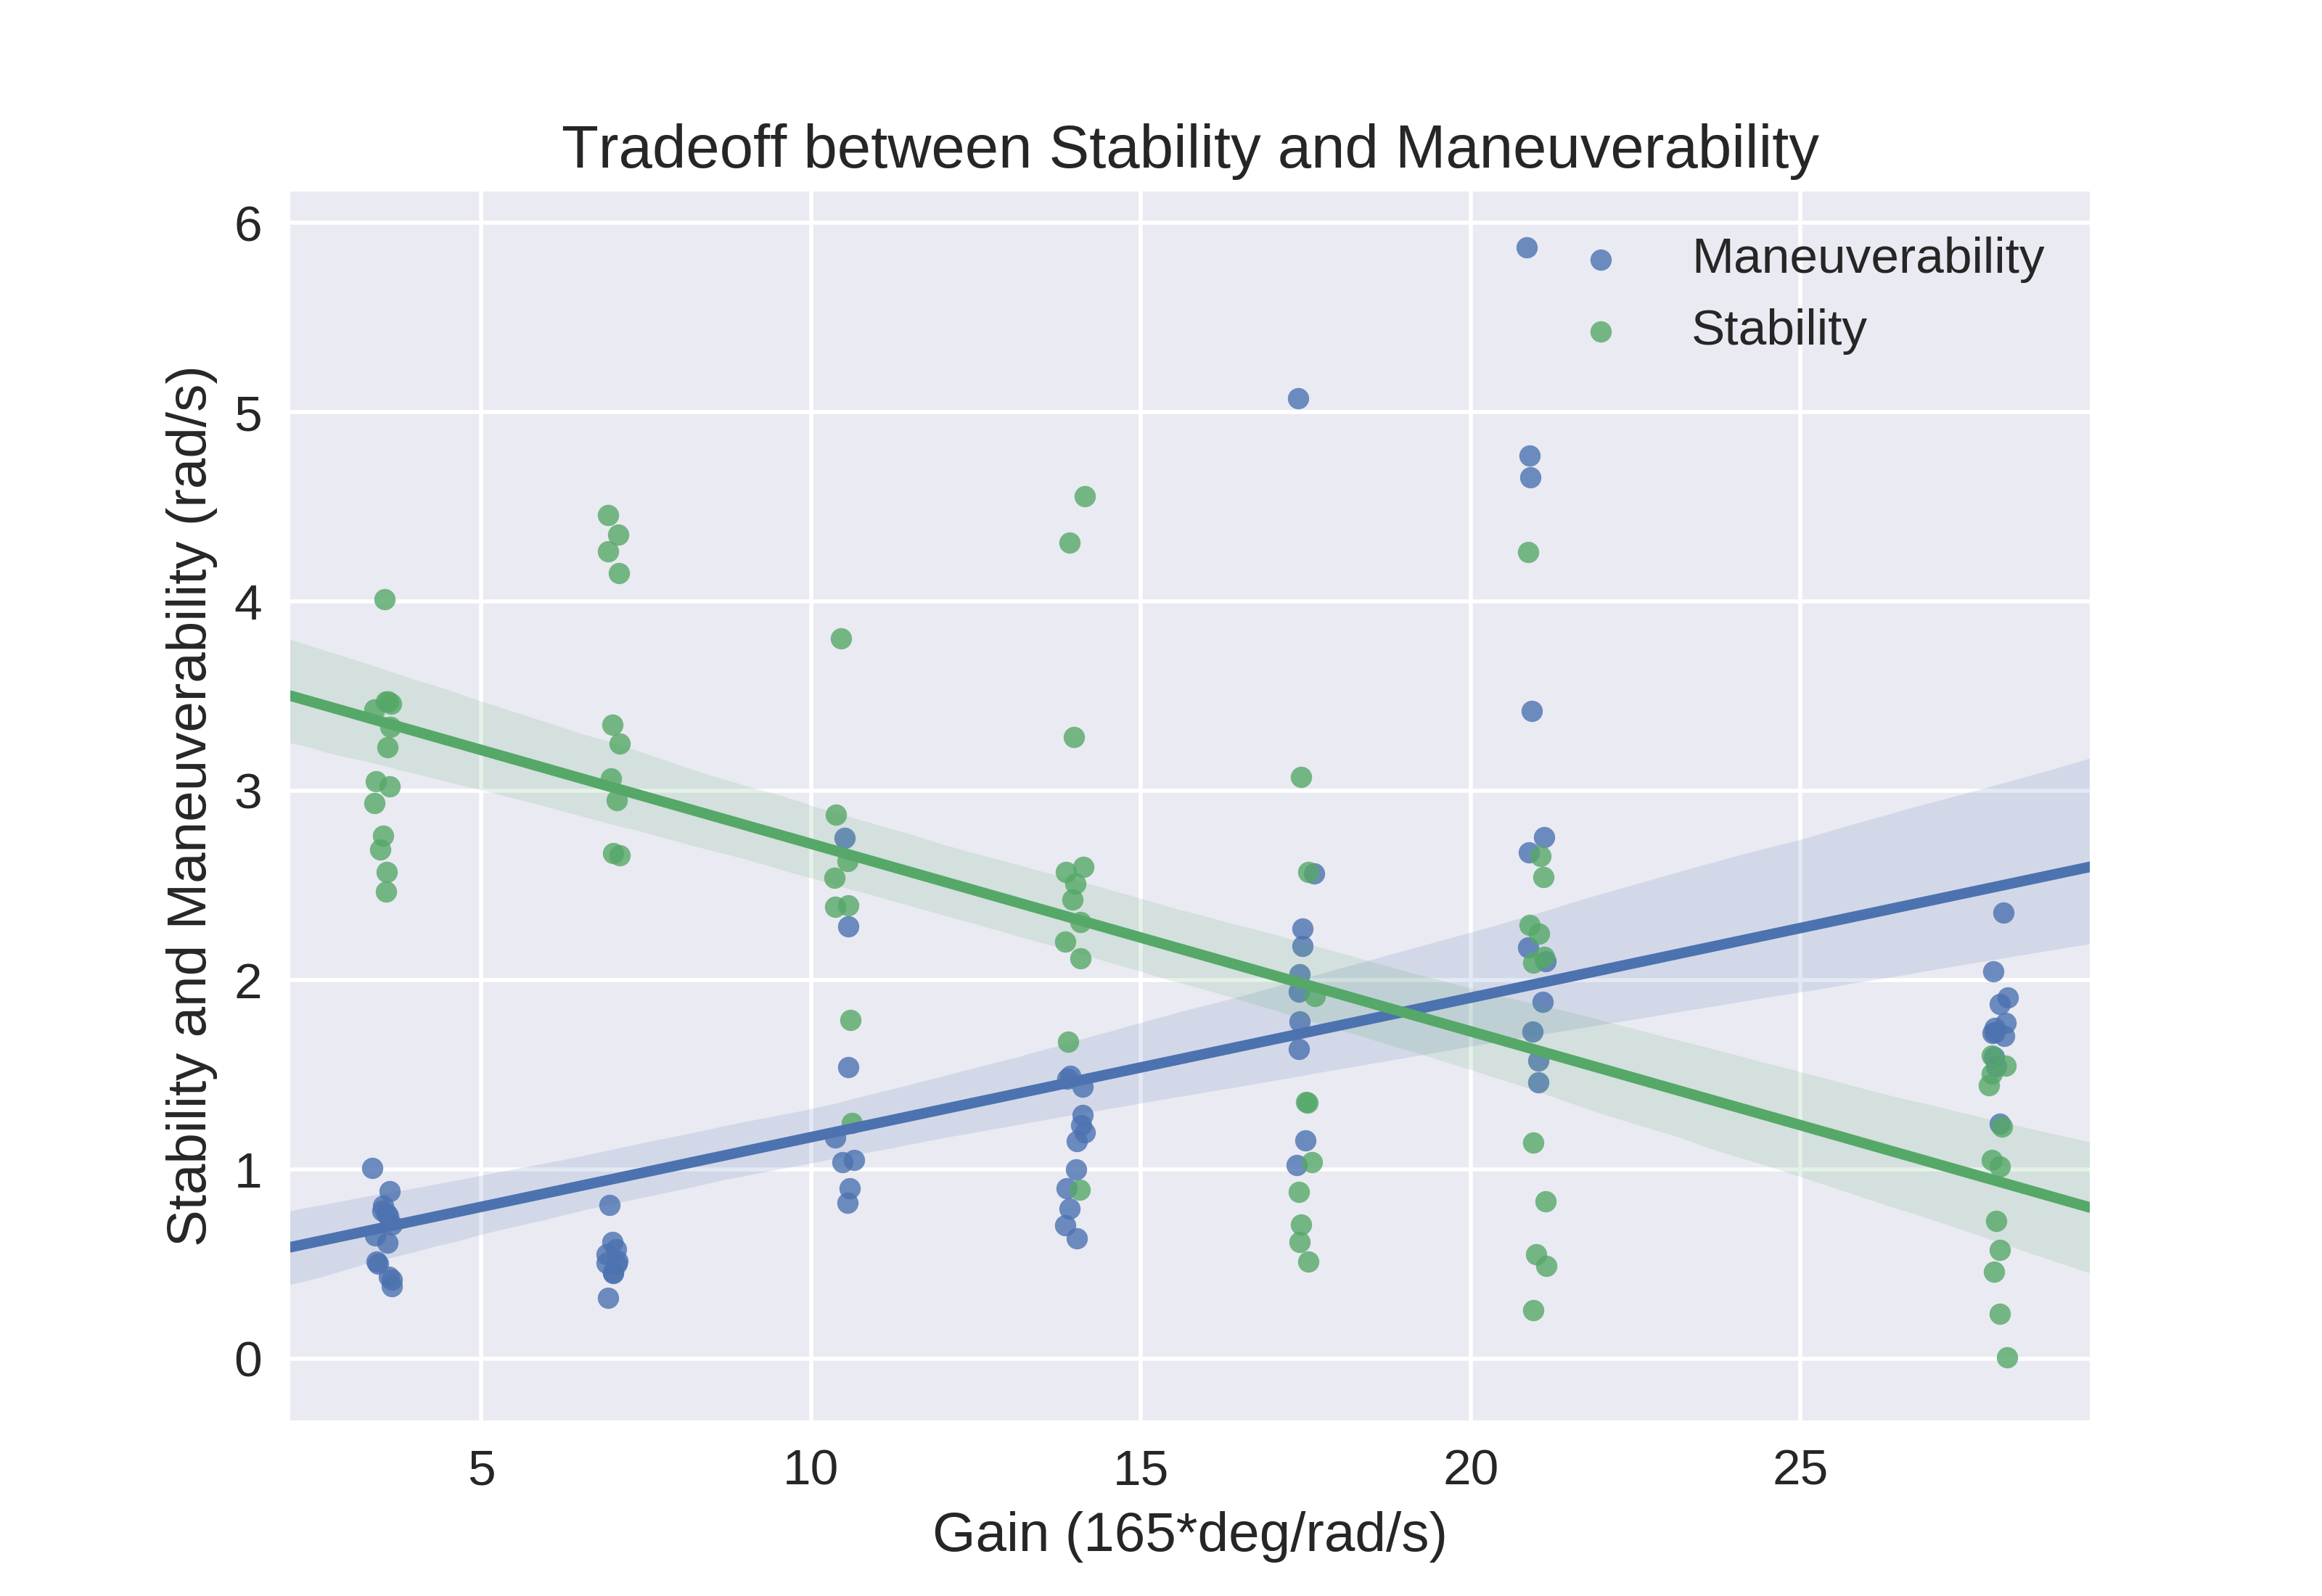 Tradeoff between Stability and Maneuverability
Maneuverability
Stability
Stability and Maneuverability (rad/s)
6
5
4
3
2
1
0
5 10 15 20 25
Gain (165*deg/rad/s)